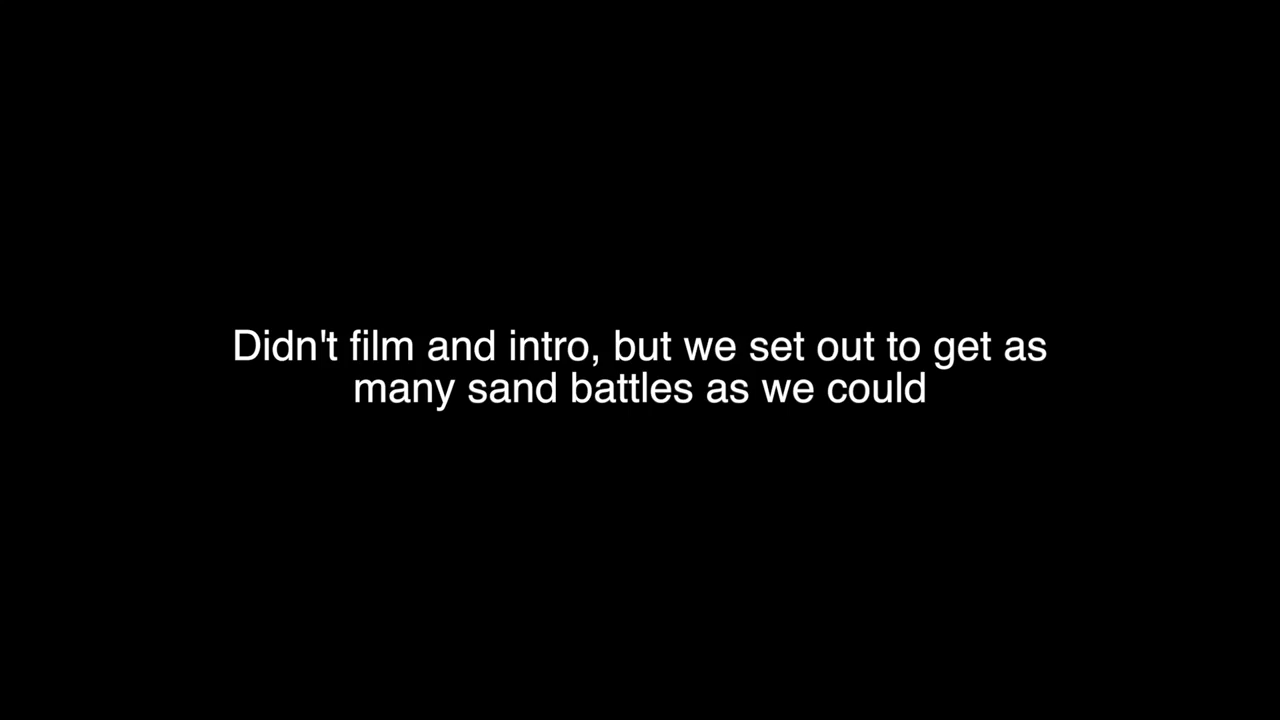 Didn't film and intro, but we set out to get as
many sand battles as we could